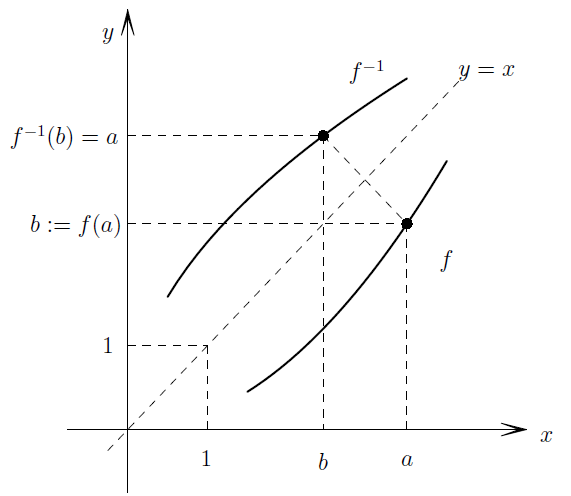 y
f⁻¹
y = x
f⁻¹(b) = a
b := f(a)
f
1
1
b
a
x